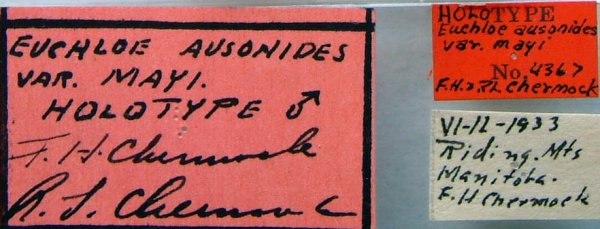 EUCHLOE AUSONIDES
VAR. MAYI.
HOLOTYPE ♂
F. H. Chermock
R. L. Chermock
HOLOTYPE
Euchloe ausonides
var. mayi
No. 4367
F.H. & R.L. Chermock
VI-12-1933
Riding Mts
Manitoba.
F. H Chermock